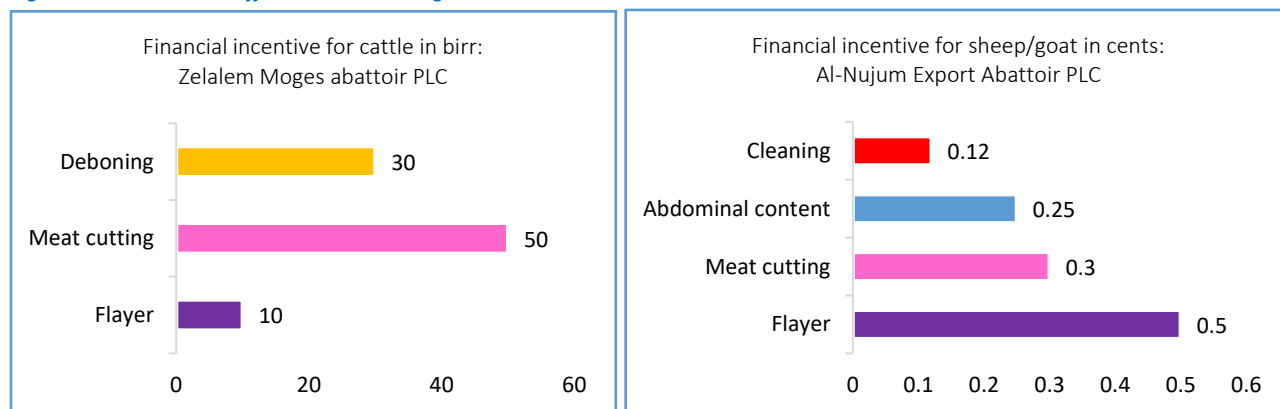 Financial incentive for cattle in birr:
Zelalem Moges abattoir PLC
Deboning
30
Meat cutting
50
Flayer
10
0 20 40 60
Financial incentive for sheep/goat in cents:
Al-Nujum Export Abattoir PLC
Cleaning
0.12
Abdominal content
0.25
Meat cutting
0.3
Flayer
0.5
0 0.1 0.2 0.3 0.4 0.5 0.6